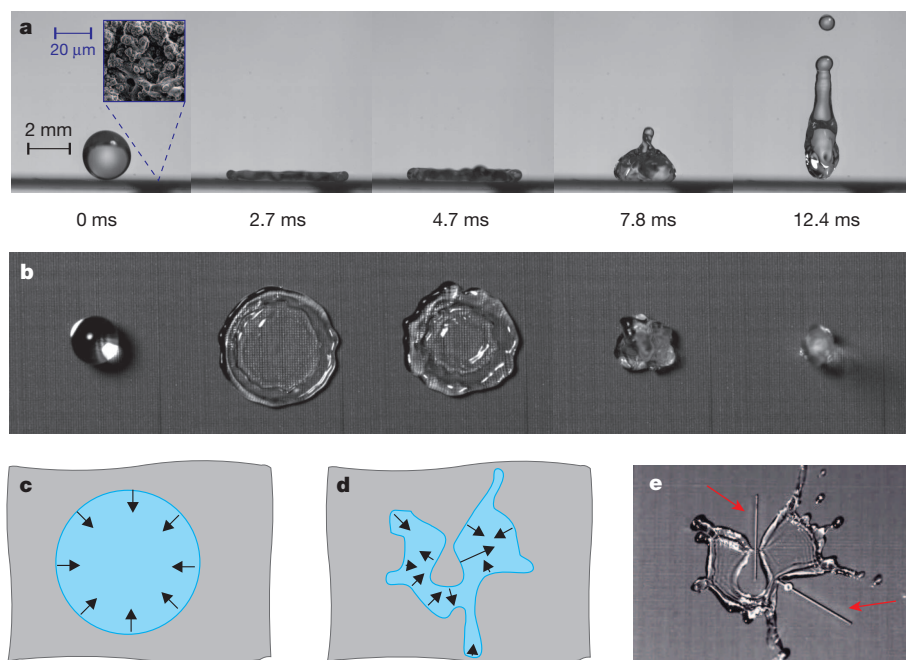 a
20 μm
2 mm
0 ms
2.7 ms
4.7 ms
7.8 ms
12.4 ms
b
c
d
e